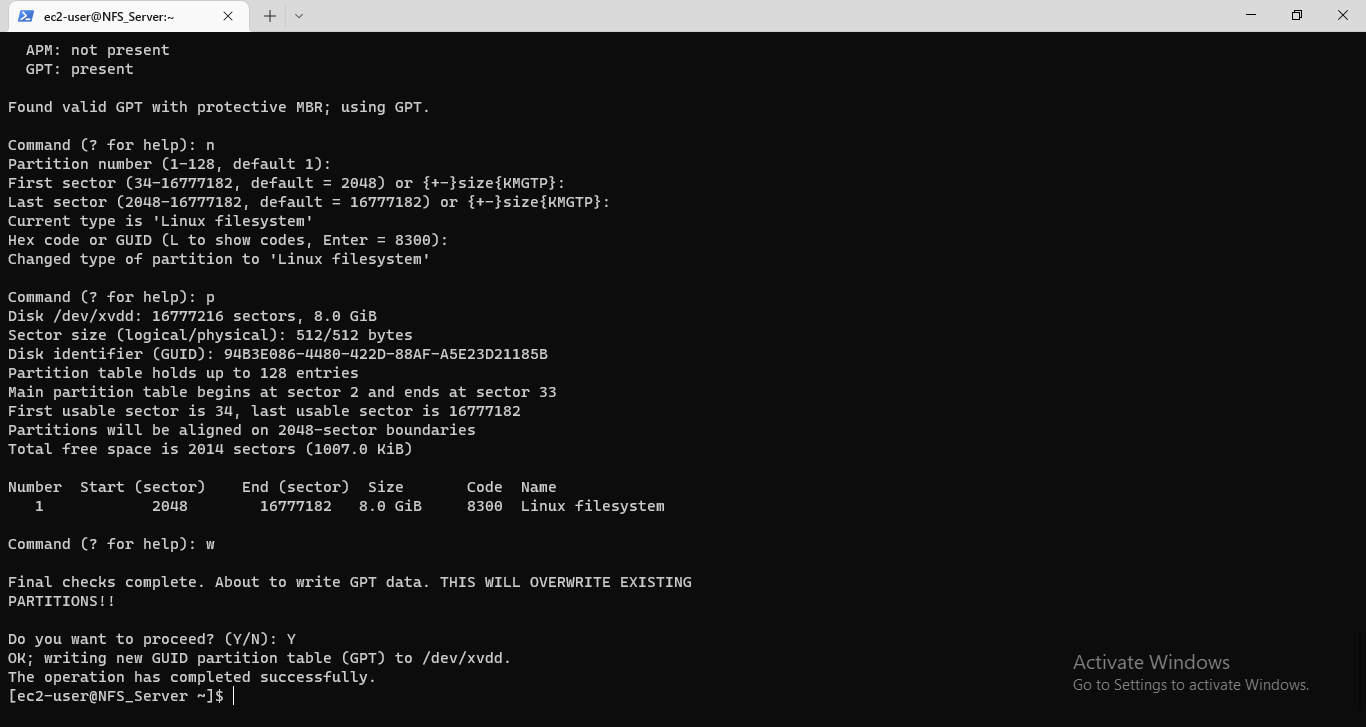 ec2-user@NFS_Server:~
  APM: not present
  GPT: present
Found valid GPT with protective MBR; using GPT.
Command (? for help): n
Partition number (1-128, default 1):
First sector (34-16777182, default = 2048) or {+-}size{KMGTP}:
Last sector (2048-16777182, default = 16777182) or {+-}size{KMGTP}:
Current type is 'Linux filesystem'
Hex code or GUID (L to show codes, Enter = 8300):
Changed type of partition to 'Linux filesystem'
Command (? for help): p
Disk /dev/xvdd: 16777216 sectors, 8.0 GiB
Sector size (logical/physical): 512/512 bytes
Disk identifier (GUID): 94B3E086-4480-422D-88AF-A5E23D21185B
Partition table holds up to 128 entries
Main partition table begins at sector 2 and ends at sector 33
First usable sector is 34, last usable sector is 16777182
Partitions will be aligned on 2048-sector boundaries
Total free space is 2014 sectors (1007.0 KiB)
Number  Start (sector)    End (sector)  Size       Code  Name
   1            2048        16777182   8.0 GiB     8300  Linux filesystem
Command (? for help): w
Final checks complete. About to write GPT data. THIS WILL OVERWRITE EXISTING
PARTITIONS!!
Do you want to proceed? (Y/N): Y
OK; writing new GUID partition table (GPT) to /dev/xvdd.
The operation has completed successfully.
[ec2-user@NFS_Server ~]$
Activate Windows
Go to Settings to activate Windows.